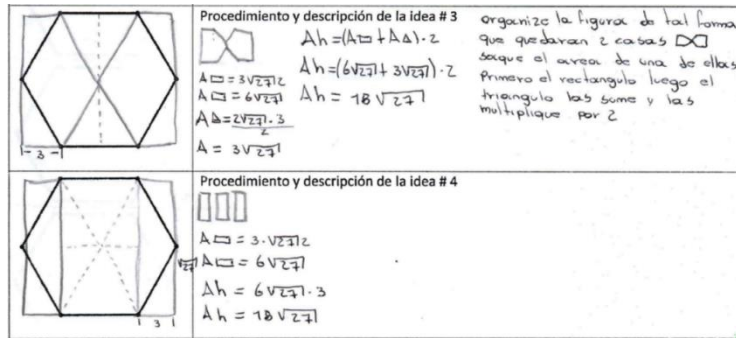 Procedimiento y descripción de la idea # 3
A▭ = 3√27·2
A▭ = 6√27
A△ = 2√27 · 3 / 2
A = 3√27
Ah = (A▭ + A△) · 2
Ah = (6√27 + 3√27) · 2
Ah = 18√27
organize la figura de tal forma
que quedaran 2 casas
saque el area de una de ellas
Primero el rectangulo luego el
triangulo las sume y las
multiplique por 2
3
Procedimiento y descripción de la idea # 4
A▭ = 3·√27·2
√27
A▭ = 6√27
Ah = 6√27 · 3
Ah = 18√27
3